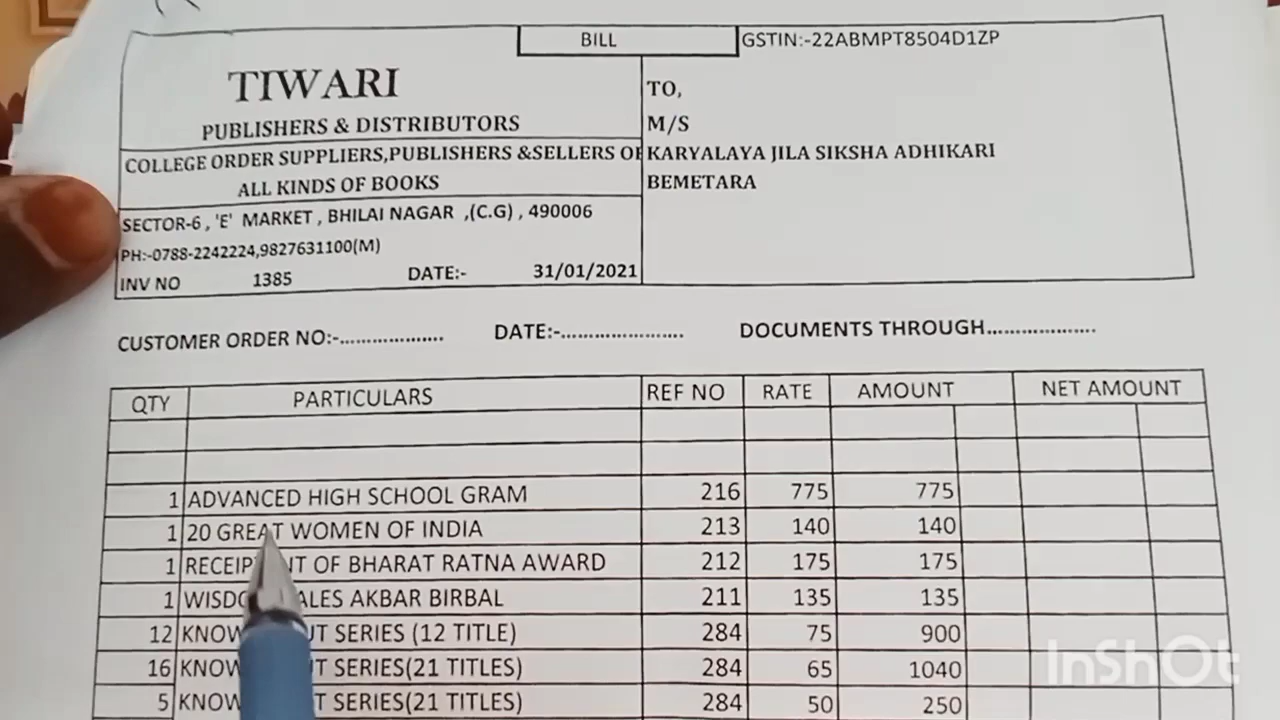 BILL
GSTIN:-22ABMPT8504D1ZP
TIWARI
PUBLISHERS & DISTRIBUTORS
COLLEGE ORDER SUPPLIERS,PUBLISHERS &SELLERS OF
ALL KINDS OF BOOKS
SECTOR-6 , 'E' MARKET , BHILAI NAGAR ,(C.G) , 490006
PH:-0788-2242224,9827631100(M)
INV NO 1385 DATE:- 31/01/2021
TO,
M/S
KARYALAYA JILA SIKSHA ADHIKARI
BEMETARA
CUSTOMER ORDER NO:-.................... DATE:-..................... DOCUMENTS THROUGH...................
QTY PARTICULARS REF NO RATE AMOUNT NET AMOUNT
1 ADVANCED HIGH SCHOOL GRAM 216 775 775
1 20 GREAT WOMEN OF INDIA 213 140 140
1 OF BHARAT RATNA AWARD 212 175 175
1 AKBAR BIRBAL 211 135 135
12 SERIES (12 TITLE) 284 75 900
16 SERIES(21 TITLES) 284 65 1040
5 SERIES(21 TITLES) 284 50 250
InShOt